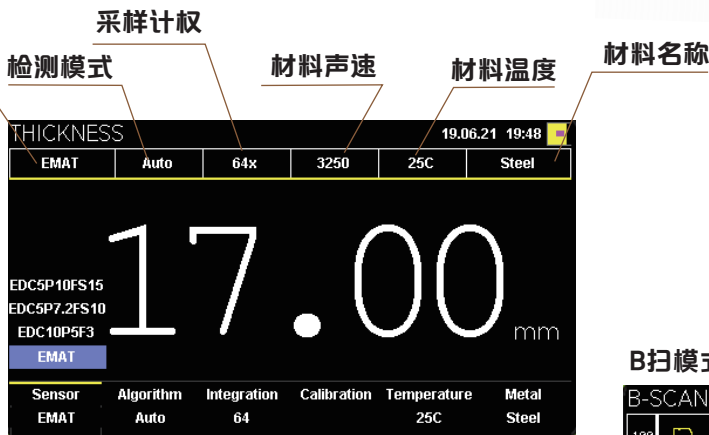 采样计权
检测模式
材料声速
材料温度
材料名称
THICKNESS 19.06.21 19:48
EMAT Auto 64x 3250 25C Steel
17.00 mm
EDC5P10FS15
EDC5P7.2FS10
EDC10P5F3
EMAT
Sensor Algorithm Integration Calibration Temperature Metal
EMAT Auto 64 25C Steel
B扫模
B-SCAN